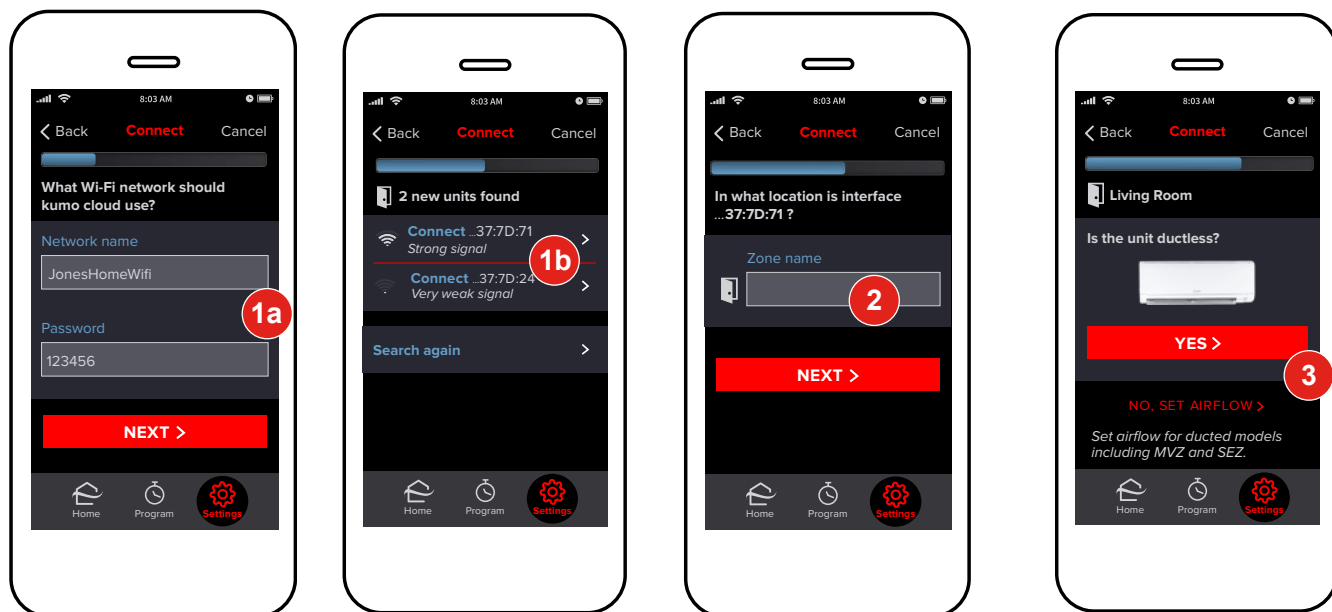 8:03 AM
Back Connect Cancel
What Wi-Fi network should
kumo cloud use?
Network name
JonesHomeWifi
1a
Password
123456
NEXT >
Home Program Settings
8:03 AM
Back Connect Cancel
2 new units found
Connect ...37:7D:71
Strong signal
1b
Connect ...37:7D:24
Very weak signal
Search again
Home Program Settings
8:03 AM
Back Connect Cancel
In what location is interface
...37:7D:71 ?
Zone name
2
NEXT >
Home Program Settings
8:03 AM
Back Connect Cancel
Living Room
Is the unit ductless?
YES >
3
NO, SET AIRFLOW >
Set airflow for ducted models
including MVZ and SEZ.
Home Program Settings